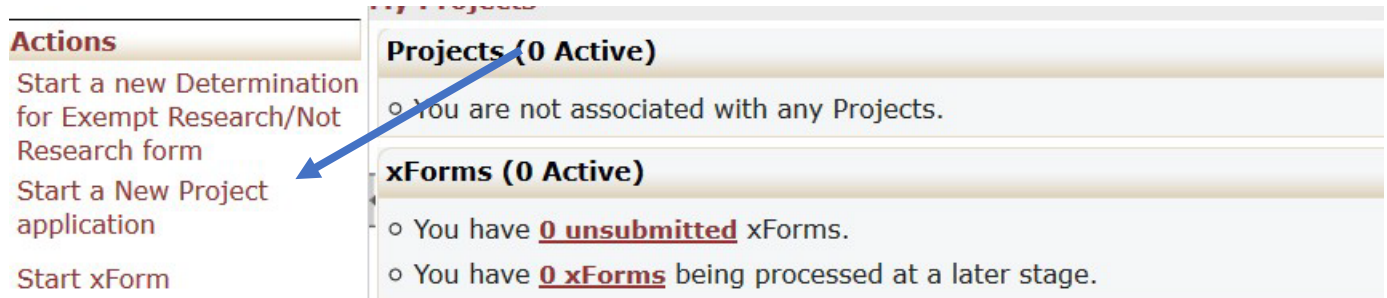 My Projects
Actions
Start a new Determination
for Exempt Research/Not
Research form
Start a New Project
application
Start xForm
Projects (0 Active)
You are not associated with any Projects.
xForms (0 Active)
You have 0 unsubmitted xForms.
You have 0 xForms being processed at a later stage.